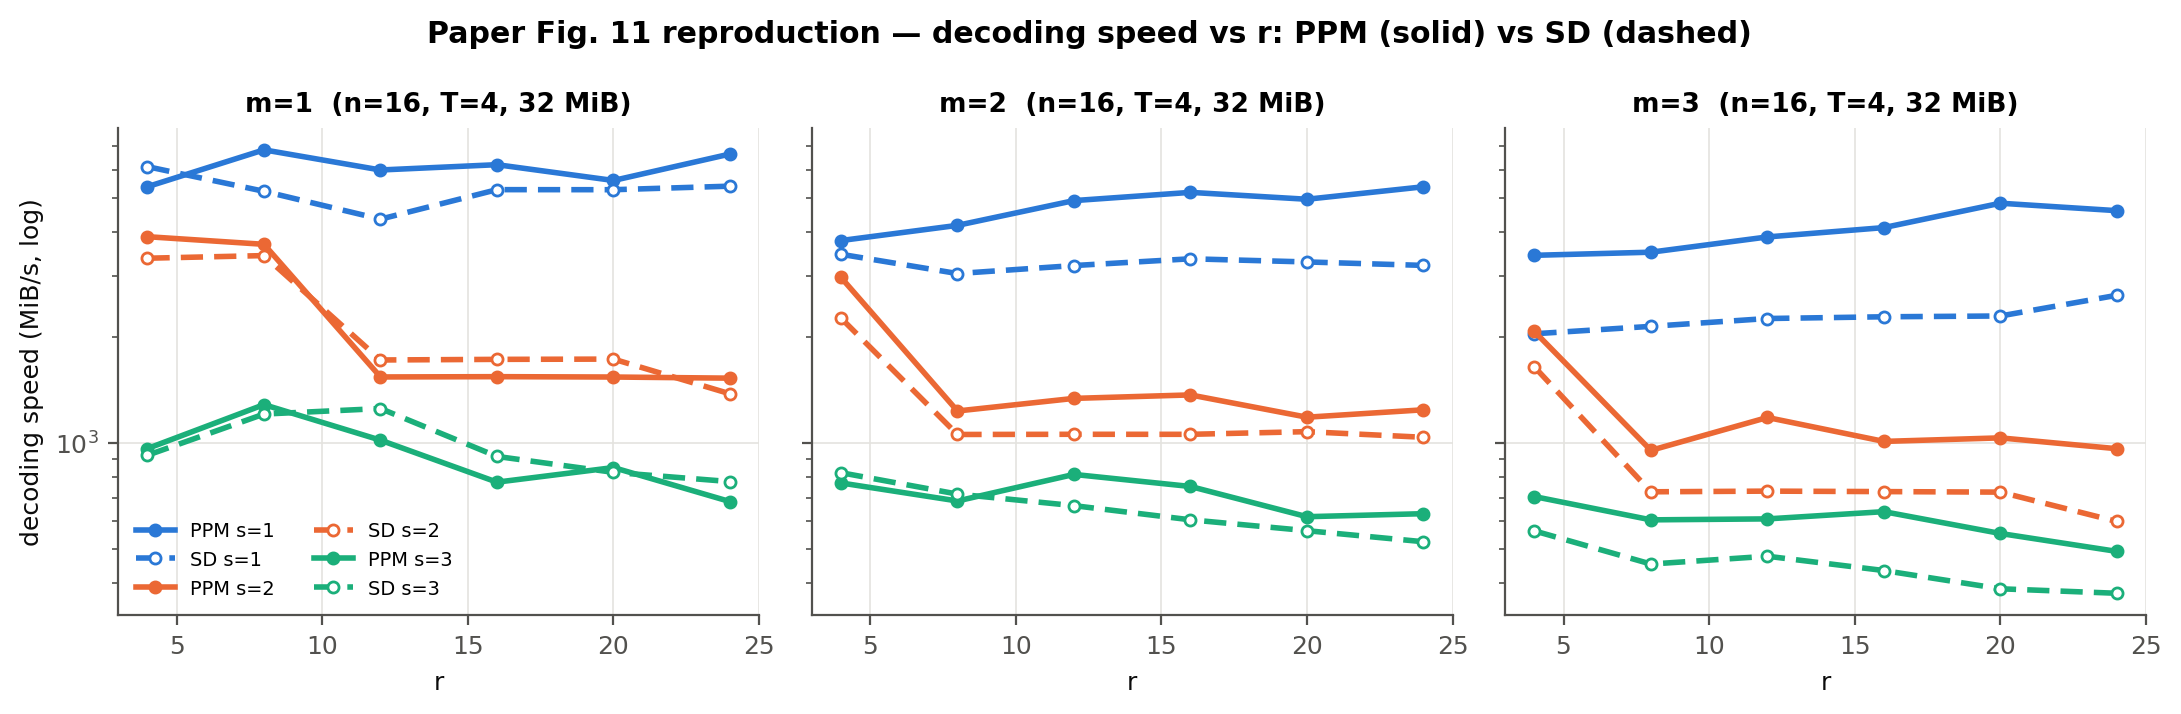 Paper Fig. 11 reproduction — decoding speed vs r: PPM (solid) vs SD (dashed)
m=1  (n=16, T=4, 32 MiB)
m=2  (n=16, T=4, 32 MiB)
m=3  (n=16, T=4, 32 MiB)
decoding speed (MiB/s, log)
10³
PPM s=1
SD s=1
PPM s=2
SD s=2
PPM s=3
SD s=3
5 10 15 20 25
5 10 15 20 25
5 10 15 20 25
r
r
r